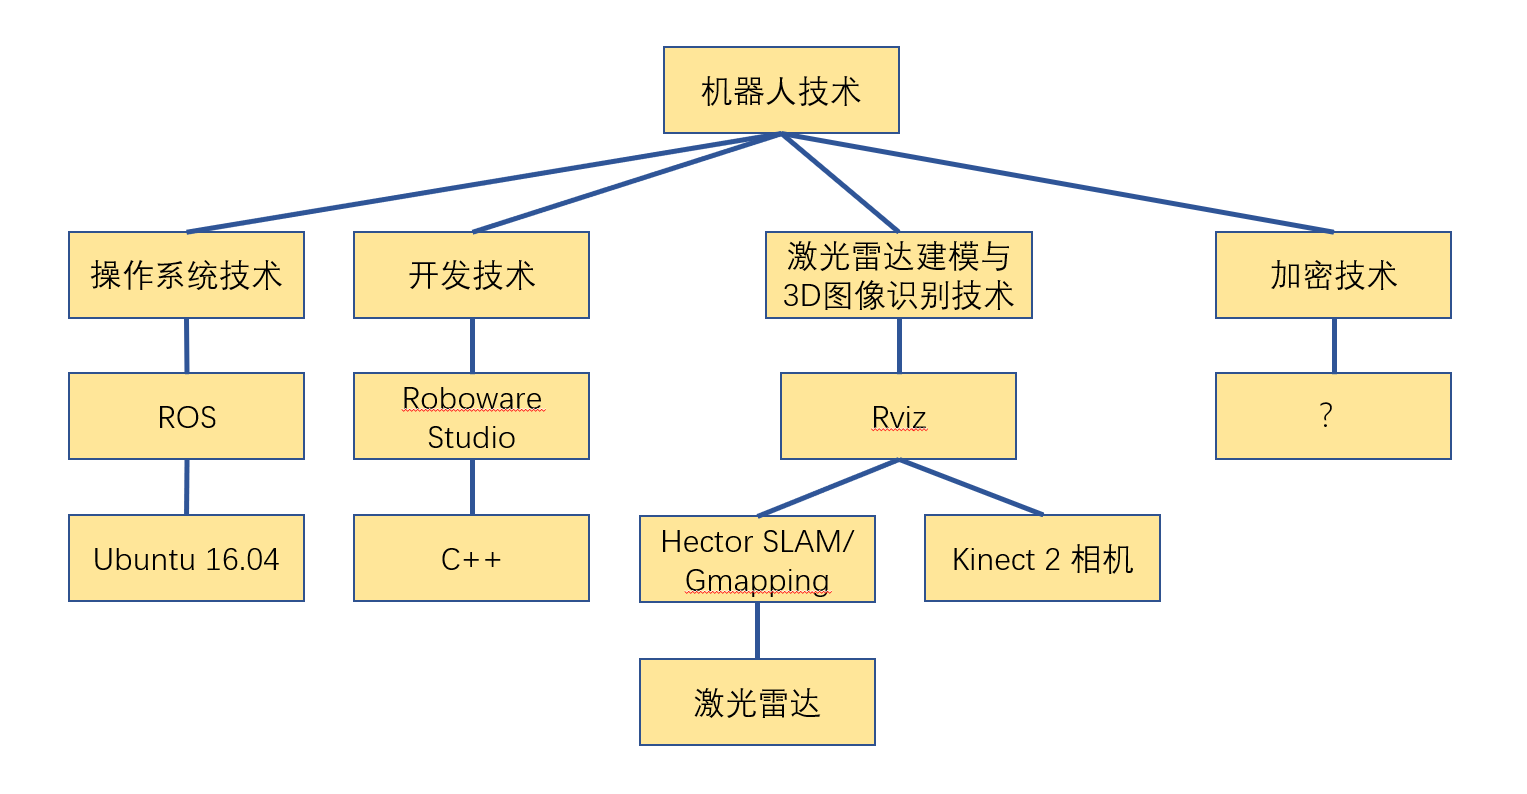 机器人技术
操作系统技术
开发技术
激光雷达建模与
3D图像识别技术
加密技术
ROS
Roboware
Studio
Rviz
?
Ubuntu 16.04
C++
Hector SLAM/
Gmapping
Kinect 2 相机
激光雷达